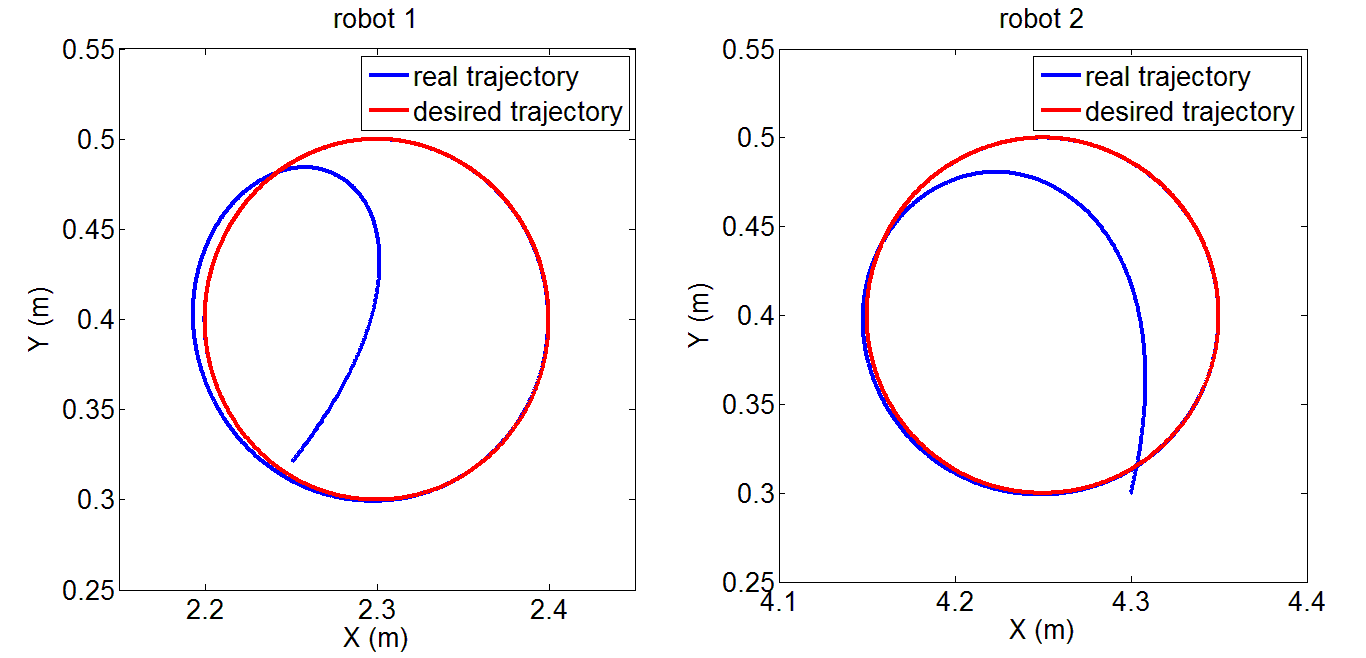 robot 1
0.55
real trajectory
desired trajectory
0.5
0.45
Y (m)
0.4
0.35
0.3
0.25
2.2
2.3
2.4
X (m)
robot 2
0.55
real trajectory
desired trajectory
0.5
0.45
Y (m)
0.4
0.35
0.3
0.25
4.1
4.2
4.3
4.4
X (m)